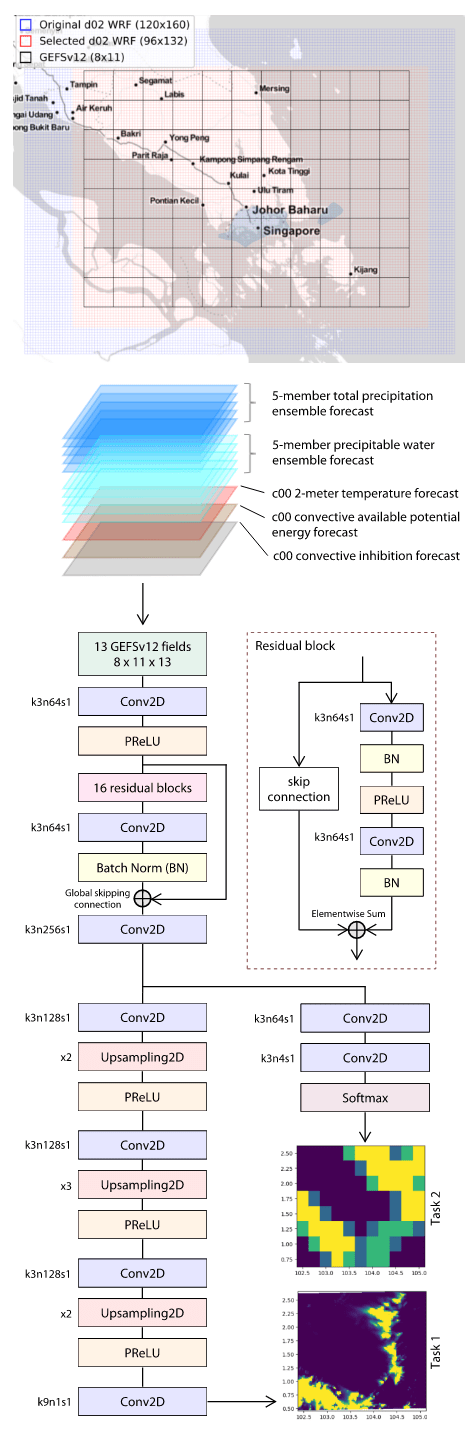 Original d02 WRF (120x160)
Selected d02 WRF (96x132)
GEFSv12 (8x11)
Tampin
Segamat
Mersing
jid Tanah
Labis
Air Keruh
gai Udang
ong Bukit Baru
Bakri
Yong Peng
Parit Raja
Kampong Simpang Rengam
Kulai
Kota Tinggi
Ulu Tiram
Pontian Kecil
Johor Baharu
Singapore
Kijang
5-member total precipitation
ensemble forecast
5-member precipitable water
ensemble forecast
c00 2-meter temperature forecast
c00 convective available potential
energy forecast
c00 convective inhibition forecast
13 GEFSv12 fields
8 x 11 x 13
k3n64s1
Conv2D
PReLU
16 residual blocks
k3n64s1
Conv2D
Batch Norm (BN)
Global skipping
connection
k3n256s1
Conv2D
Residual block
k3n64s1
Conv2D
BN
skip
connection
PReLU
k3n64s1
Conv2D
BN
Elementwise Sum
k3n128s1
Conv2D
x2
Upsampling2D
PReLU
k3n128s1
Conv2D
x3
Upsampling2D
PReLU
k3n128s1
Conv2D
x2
Upsampling2D
PReLU
k9n1s1
Conv2D
k3n64s1
Conv2D
k3n4s1
Conv2D
Softmax
2.50
2.25
2.00
1.75
1.50
1.25
1.00
0.75
102.5 103.0 103.5 104.0 104.5 105.0
Task 2
2.50
2.25
2.00
1.75
1.50
1.25
1.00
0.75
0.50
102.5 103.0 103.5 104.0 104.5 105.0
Task 1